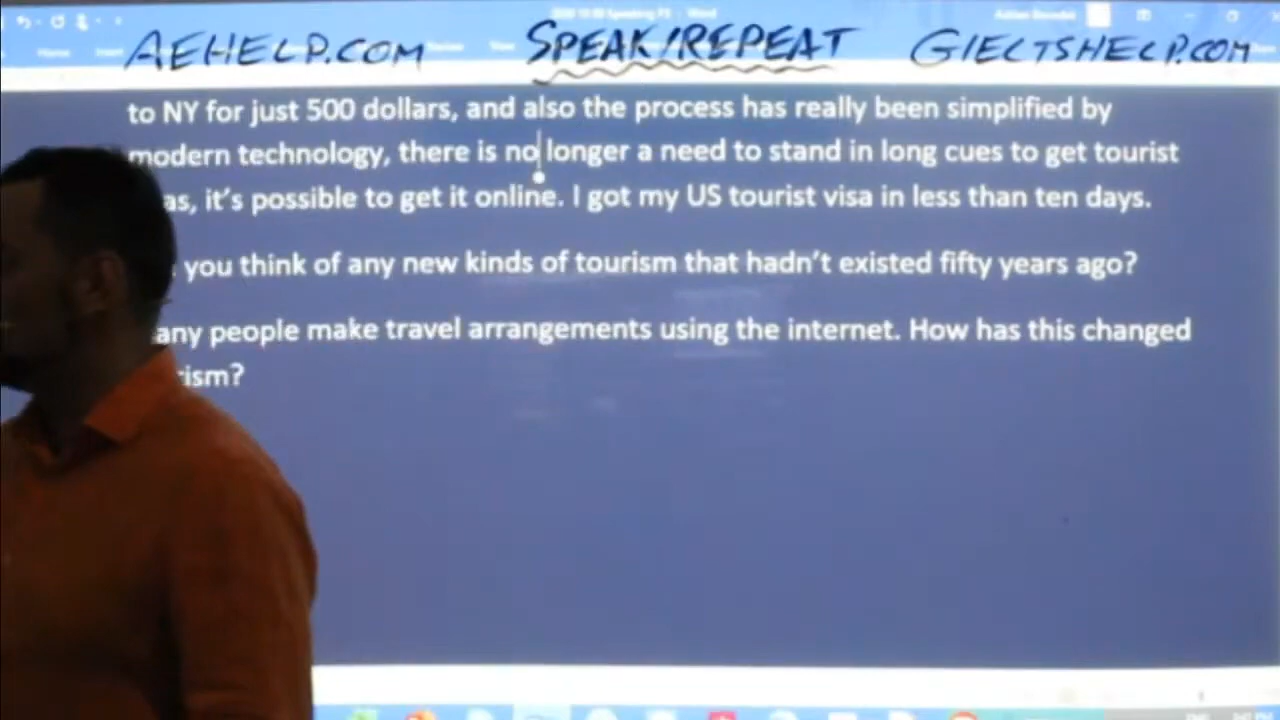 AEHELP.COM SPEAK/REPEAT GIELTSHELP.COM
to NY for just 500 dollars, and also the process has really been simplified by
modern technology, there is no longer a need to stand in long cues to get tourist
as, it's possible to get it online. I got my US tourist visa in less than ten days.
you think of any new kinds of tourism that hadn't existed fifty years ago?
any people make travel arrangements using the internet. How has this changed
ism?